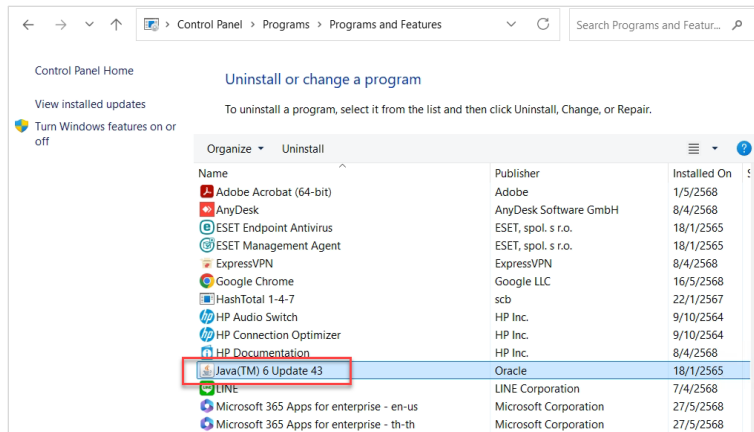 Control Panel > Programs > Programs and Features
Search Programs and Featur...
Control Panel Home
View installed updates
Turn Windows features on or
off
Uninstall or change a program
To uninstall a program, select it from the list and then click Uninstall, Change, or Repair.
Organize Uninstall
Name Publisher Installed On S
Adobe Acrobat (64-bit) Adobe 1/5/2568
AnyDesk AnyDesk Software GmbH 8/4/2568
ESET Endpoint Antivirus ESET, spol. s r.o. 18/1/2565
ESET Management Agent ESET, spol. s r.o. 18/1/2565
ExpressVPN ExpressVPN 8/4/2568
Google Chrome Google LLC 16/5/2568
HashTotal 1-4-7 scb 22/1/2567
HP Audio Switch HP Inc. 9/10/2564
HP Connection Optimizer HP Inc. 9/10/2564
HP Documentation HP Inc. 8/4/2568
Java(TM) 6 Update 43 Oracle 18/1/2565
LINE LINE Corporation 7/4/2568
Microsoft 365 Apps for enterprise - en-us Microsoft Corporation 27/5/2568
Microsoft 365 Apps for enterprise - th-th Microsoft Corporation 27/5/2568